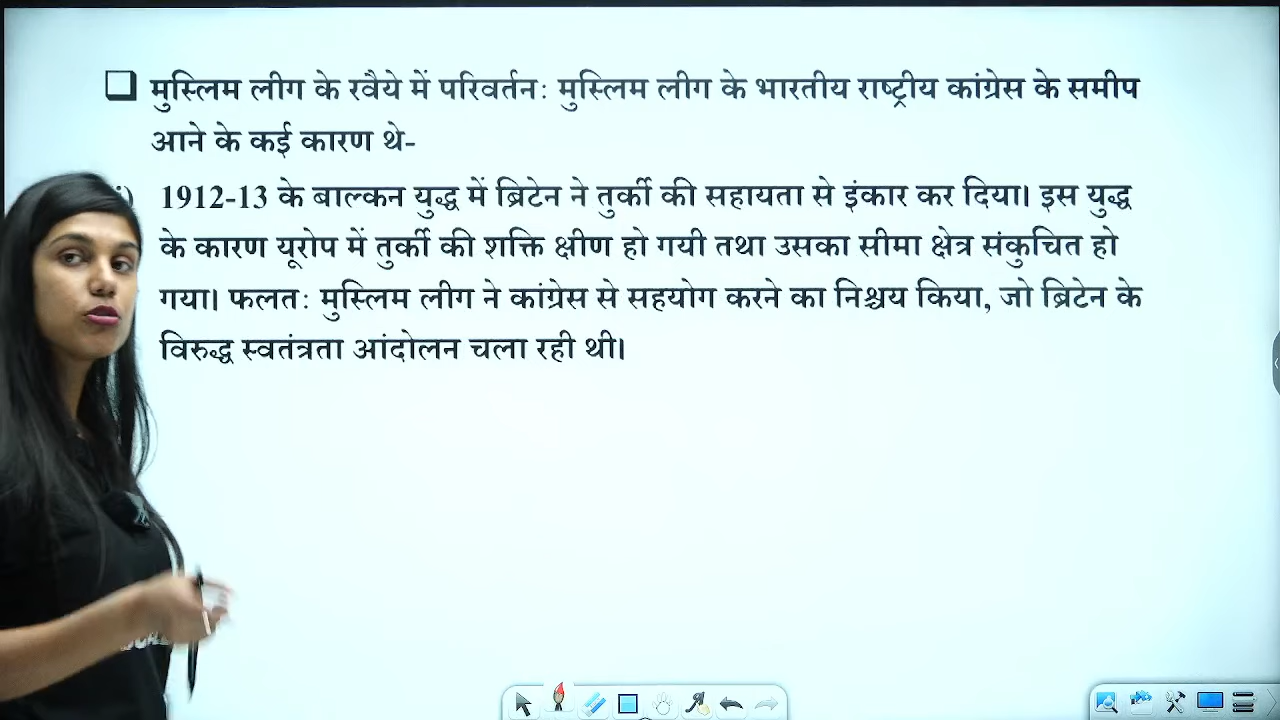 मुस्लिम लीग के रवैये में परिवर्तनः मुस्लिम लीग के भारतीय राष्ट्रीय कांग्रेस के समीप
आने के कई कारण थे-
i) 1912-13 के बाल्कन युद्ध में ब्रिटेन ने तुर्की की सहायता से इंकार कर दिया। इस युद्ध
के कारण यूरोप में तुर्की की शक्ति क्षीण हो गयी तथा उसका सीमा क्षेत्र संकुचित हो
गया। फलतः मुस्लिम लीग ने कांग्रेस से सहयोग करने का निश्चय किया, जो ब्रिटेन के
विरुद्ध स्वतंत्रता आंदोलन चला रही थी।